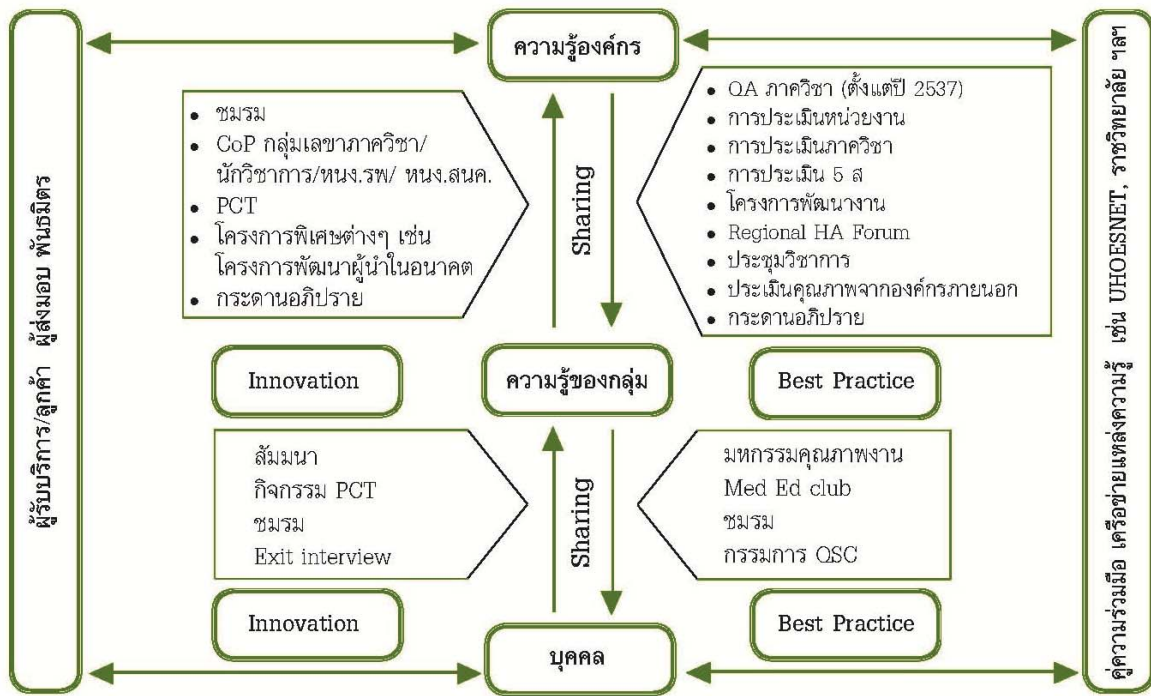 ผู้รับบริการ/ลูกค้า ผู้ส่งมอบ พันธมิตร
ความรู้องค์กร
• ชมรม
• CoP กลุ่มเลขาภาควิชา/
นักวิชาการ/หนง.รพ/ หนง.สนค.
• PCT
• โครงการพิเศษต่างๆ เช่น
โครงการพัฒนาผู้นำในอนาคต
• กระดานอภิปราย
Sharing
• QA ภาควิชา (ตั้งแต่ปี 2537)
• การประเมินหน่วยงาน
• การประเมินภาควิชา
• การประเมิน 5 ส
• โครงการพัฒนางาน
• Regional HA Forum
• ประชุมวิชาการ
• ประเมินคุณภาพจากองค์กรภายนอก
• กระดานอภิปราย
Innovation
ความรู้ของกลุ่ม
Best Practice
สัมมนา
กิจกรรม PCT
ชมรม
Exit interview
Sharing
มหกรรมคุณภาพงาน
Med Ed club
ชมรม
กรรมการ QSC
Innovation
บุคคล
Best Practice
คู่ความร่วมมือ เครือข่ายแหล่งความรู้ เช่น UHOESNET, ราชวิทยาลัย ฯลฯ